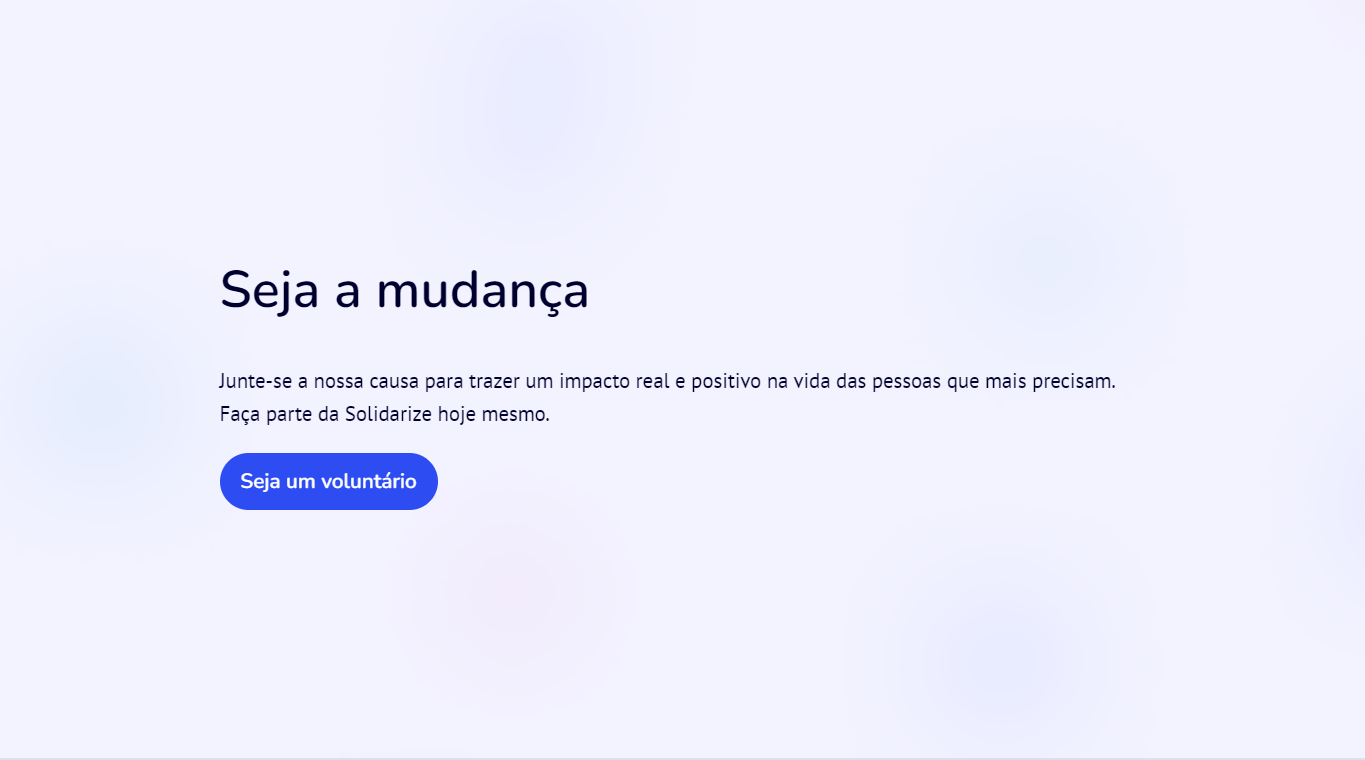 Seja a mudança
Junte-se a nossa causa para trazer um impacto real e positivo na vida das pessoas que mais precisam.
Faça parte da Solidarize hoje mesmo.
Seja um voluntário